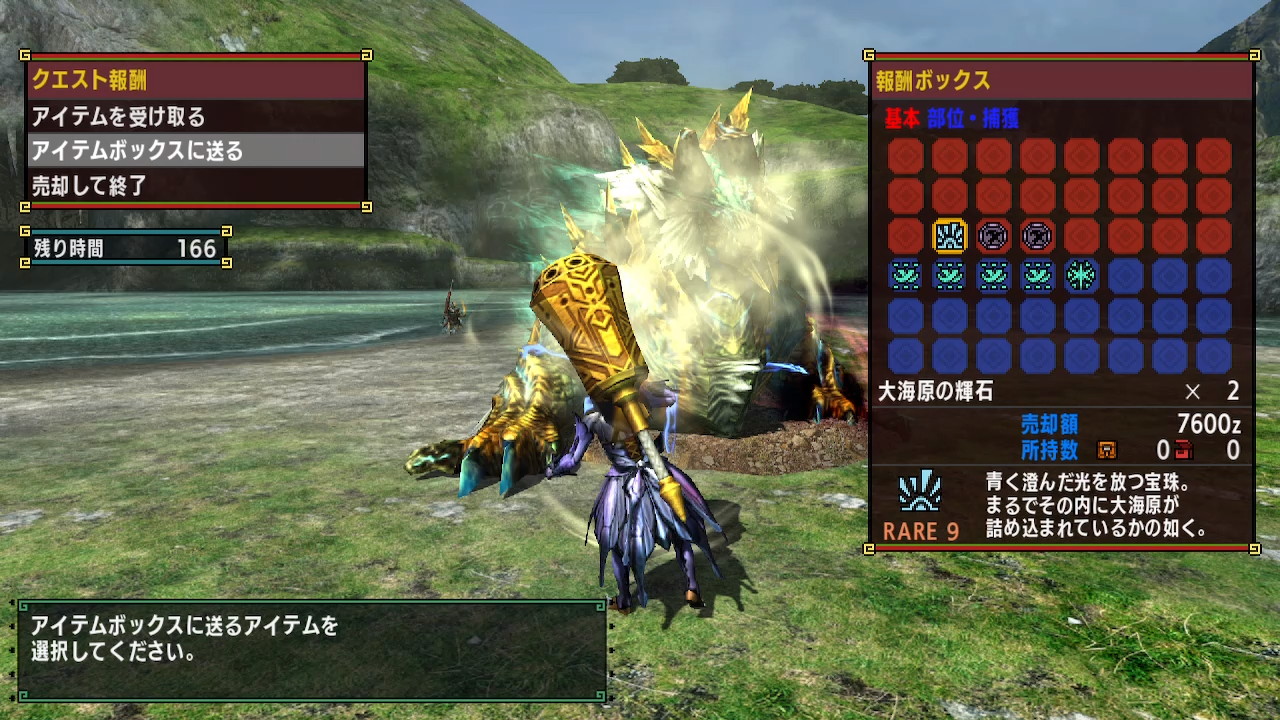 クエスト報酬
アイテムを受け取る
アイテムボックスに送る
売却して終了
残り時間 166
報酬ボックス
基本 部位・捕獲
大海原の輝石 × 2
売却額 7600z
所持数 0 0
青く澄んだ光を放つ宝珠。
まるでその内に大海原が
詰め込まれているかの如く。
RARE 9
アイテムボックスに送るアイテムを
選択してください。